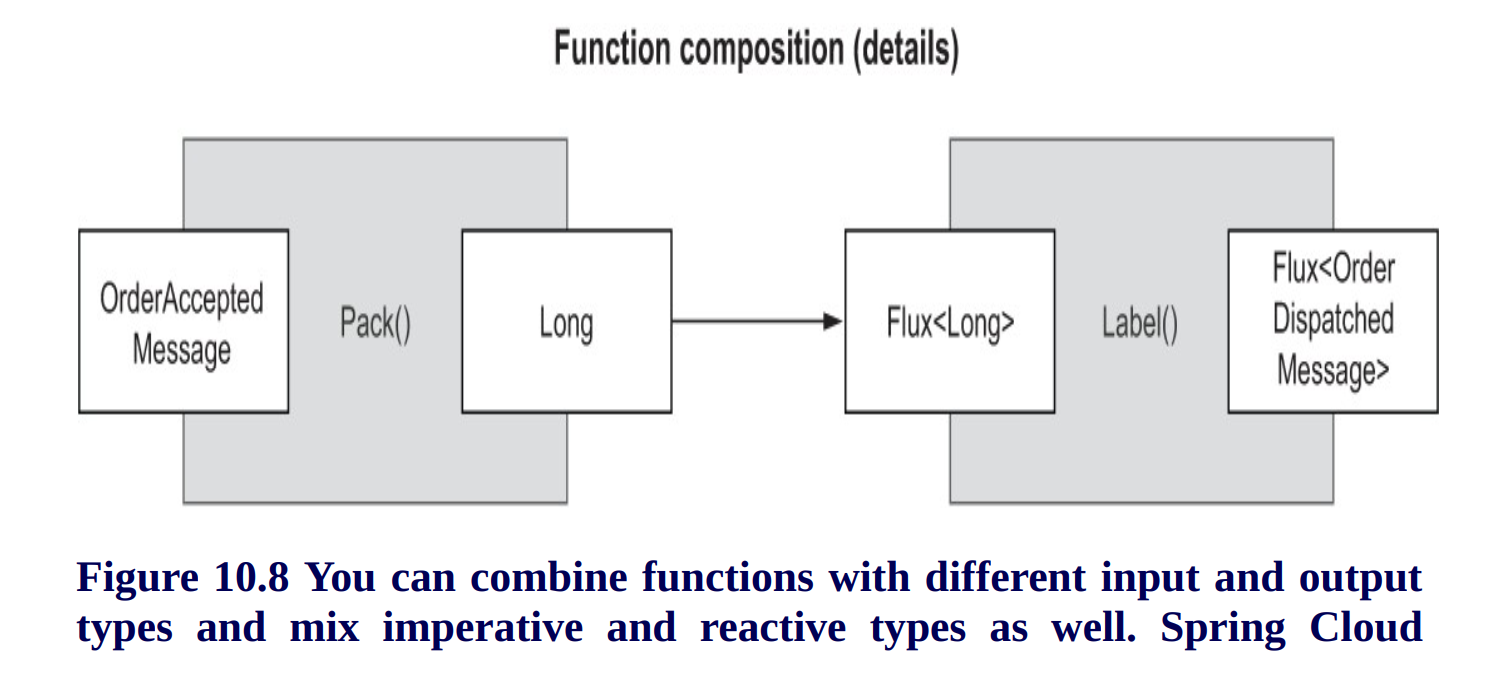 Function composition (details)
OrderAccepted
Message
Pack()
Long
Flux<Long>
Label()
Flux<Order
Dispatched
Message>
Figure 10.8 You can combine functions with different input and output
types and mix imperative and reactive types as well. Spring Cloud